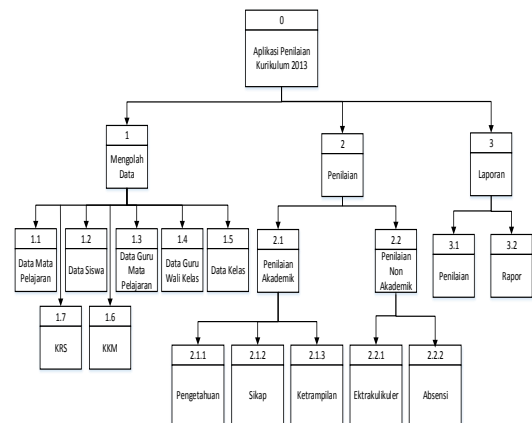 0
Aplikasi Penilaian
Kurikulum 2013
1
Mengolah
Data
2
Penilaian
3
Laporan
1.1
Data Mata
Pelajaran
1.2
Data Siswa
1.3
Data Guru
Mata
Pelajaran
1.4
Data Guru
Wali Kelas
1.5
Data Kelas
2.1
Penilaian
Akademik
2.2
Penilaian
Non
Akademik
3.1
Penilaian
3.2
Rapor
1.7
KRS
1.6
KKM
2.1.1
Pengetahuan
2.1.2
Sikap
2.1.3
Ketrampilan
2.2.1
Ektrakulikuler
2.2.2
Absensi